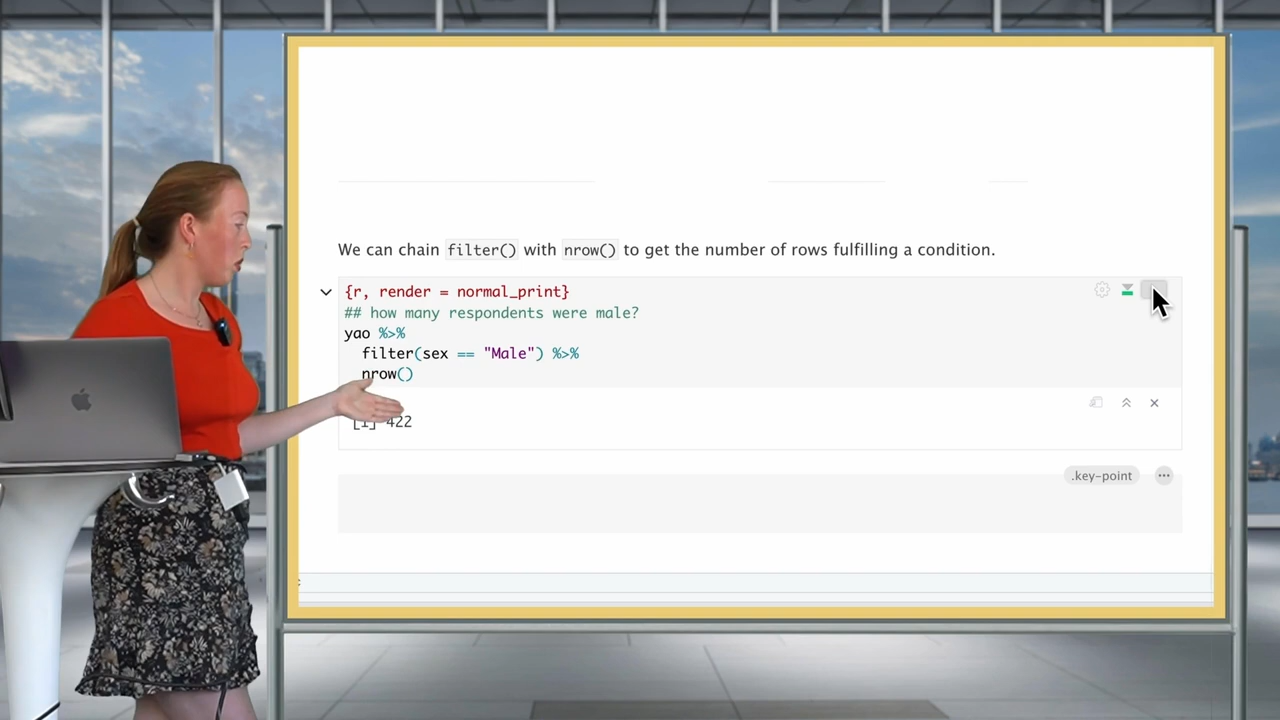 We can chain filter() with nrow() to get the number of rows fulfilling a condition.
{r, render = normal_print}
## how many respondents were male?
yao %>%
filter(sex == "Male") %>%
nrow()
[1] 422
.key-point